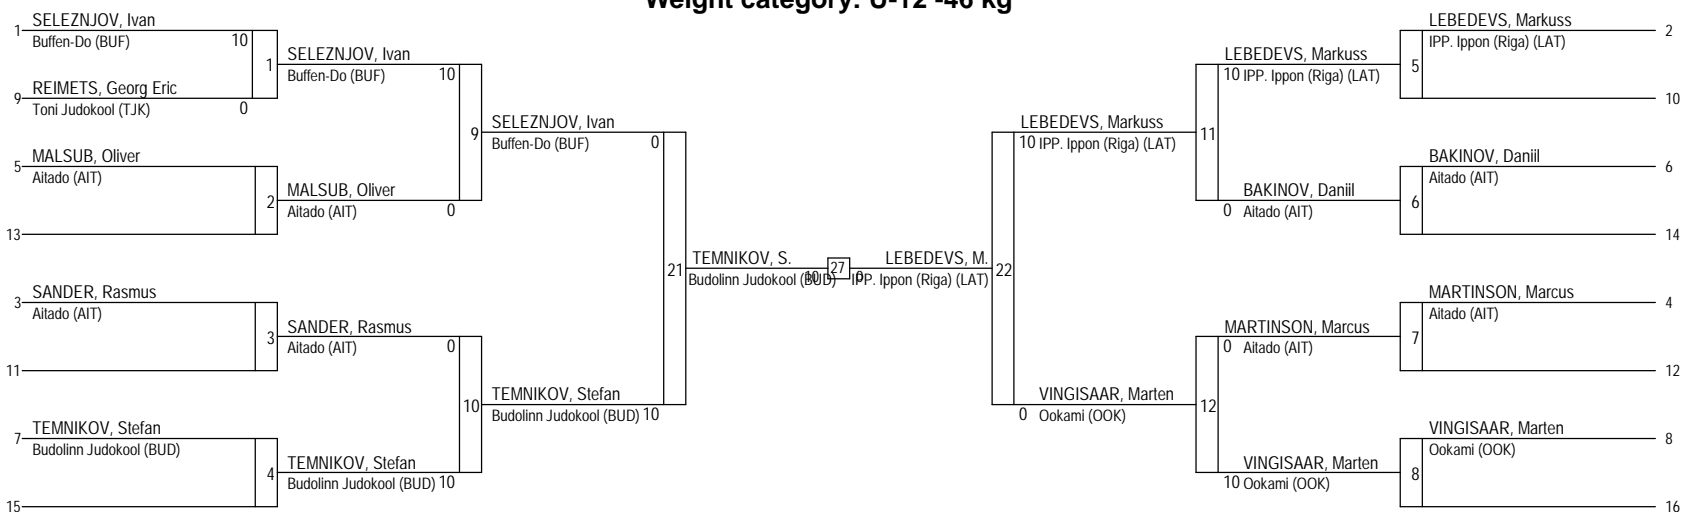 Weight category: U-12 -46 kg
SELEZNJOV, Ivan
1
Buffen-Do (BUF)
10
1
REIMETS, Georg Eric
9
Toni Judokool (TJK)
0
SELEZNJOV, Ivan
Buffen-Do (BUF)
10
MALSUB, Oliver
5
Aitado (AIT)
2
13
MALSUB, Oliver
Aitado (AIT)
0
9
SELEZNJOV, Ivan
Buffen-Do (BUF)
0
SANDER, Rasmus
3
Aitado (AIT)
3
11
SANDER, Rasmus
Aitado (AIT)
0
TEMNIKOV, Stefan
7
Budolinn Judokool (BUD)
4
15
TEMNIKOV, Stefan
Budolinn Judokool (BUD) 10
10
TEMNIKOV, Stefan
Budolinn Judokool (BUD) 10
21
TEMNIKOV, S.
Budolinn Judokool (BUD)
10
27
0
LEBEDEVS, M.
IPP. Ippon (Riga) (LAT)
22
LEBEDEVS, Markuss
10 IPP. Ippon (Riga) (LAT)
11
LEBEDEVS, Markuss
10 IPP. Ippon (Riga) (LAT)
5
LEBEDEVS, Markuss
2
IPP. Ippon (Riga) (LAT)
10
BAKINOV, Daniil
0 Aitado (AIT)
6
BAKINOV, Daniil
6
Aitado (AIT)
14
VINGISAAR, Marten
0 Ookami (OOK)
12
MARTINSON, Marcus
0 Aitado (AIT)
7
MARTINSON, Marcus
4
Aitado (AIT)
12
VINGISAAR, Marten
10 Ookami (OOK)
8
VINGISAAR, Marten
8
Ookami (OOK)
16